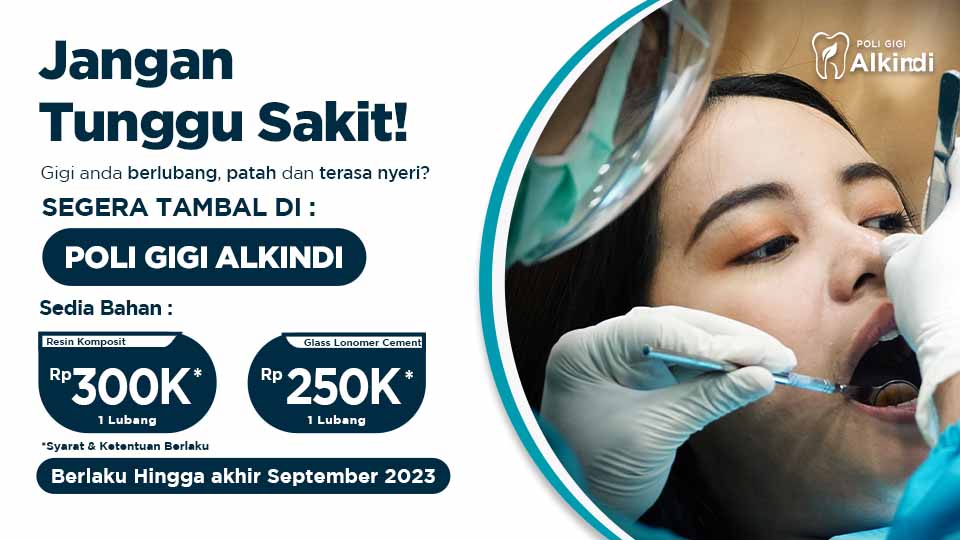 Jangan
Tunggu Sakit!
Gigi anda berlubang, patah dan terasa nyeri?
SEGERA TAMBAL DI :
POLI GIGI ALKINDI
Sedia Bahan :
Resin Komposit
Rp300K*
1 Lubang
Glass Lonomer Cement
Rp 250K*
1 Lubang
*Syarat & Ketentuan Berlaku
Berlaku Hingga akhir September 2023
POLI GIGI
Alkindi